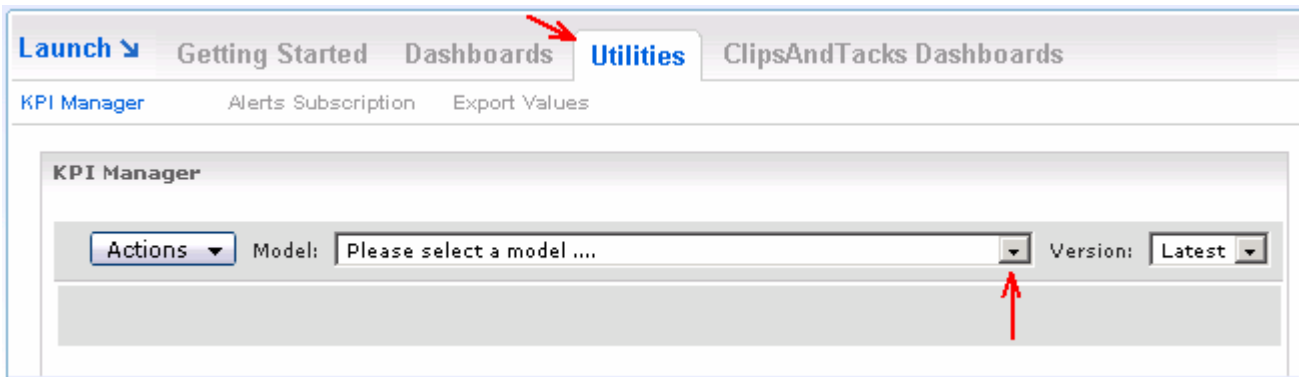 Launch Getting Started Dashboards Utilities ClipsAndTacks Dashboards
KPI Manager Alerts Subscription Export Values
KPI Manager
Actions Model: Please select a model .... Version: Latest